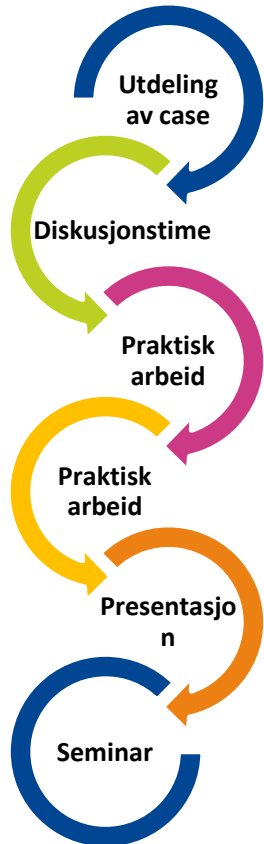 Utdeling
av case
Diskusjonstime
Praktisk
arbeid
Praktisk
arbeid
Presentasjo
n
Seminar